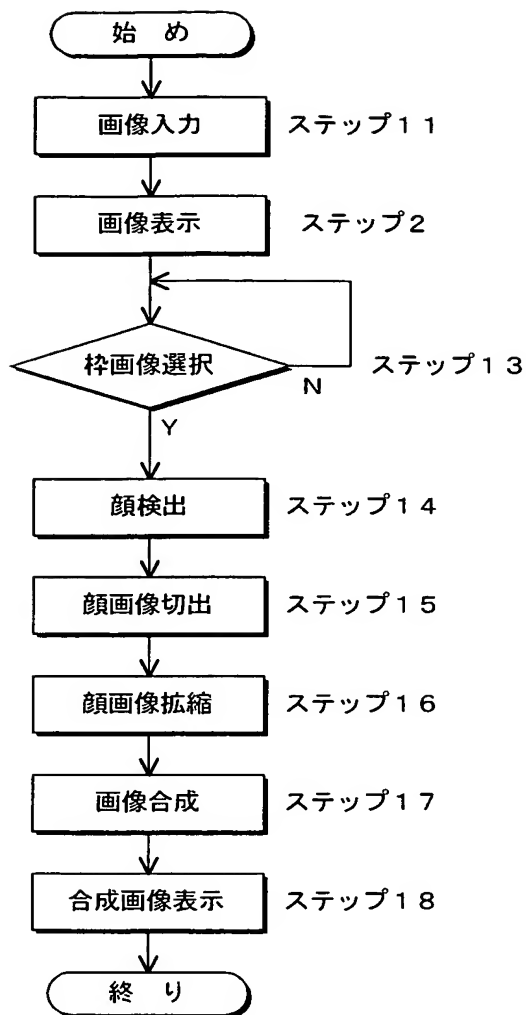 始　め
画像入力　ステップ１１
画像表示　ステップ２
枠画像選択　ステップ１３
N
Y
顔検出　ステップ１４
顔画像切出　ステップ１５
顔画像拡縮　ステップ１６
画像合成　ステップ１７
合成画像表示　ステップ１８
終　り